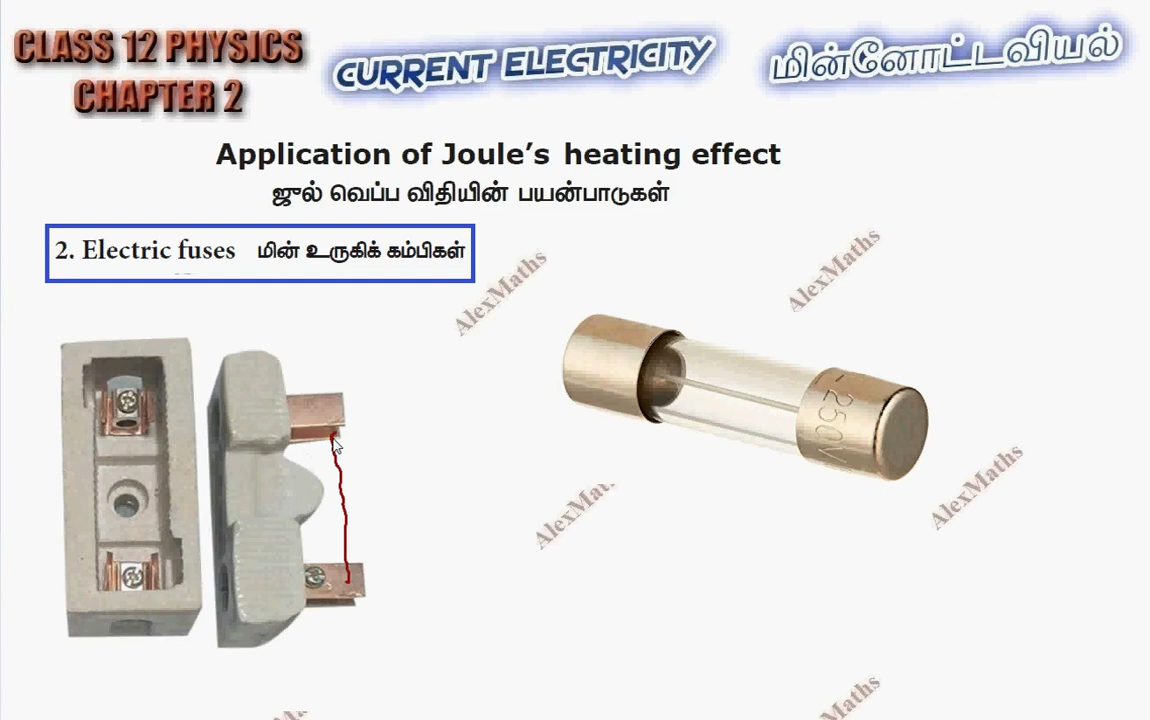 CLASS 12 PHYSICS
CHAPTER 2
CURRENT ELECTRICITY
மின்னோட்டவியல்
Application of Joule's heating effect
ஜுல் வெப்ப விதியின் பயன்பாடுகள்
2. Electric fuses மின் உருகிக் கம்பிகள்
AlexMaths
AlexMaths
250V
AlexMaths
AlexMat